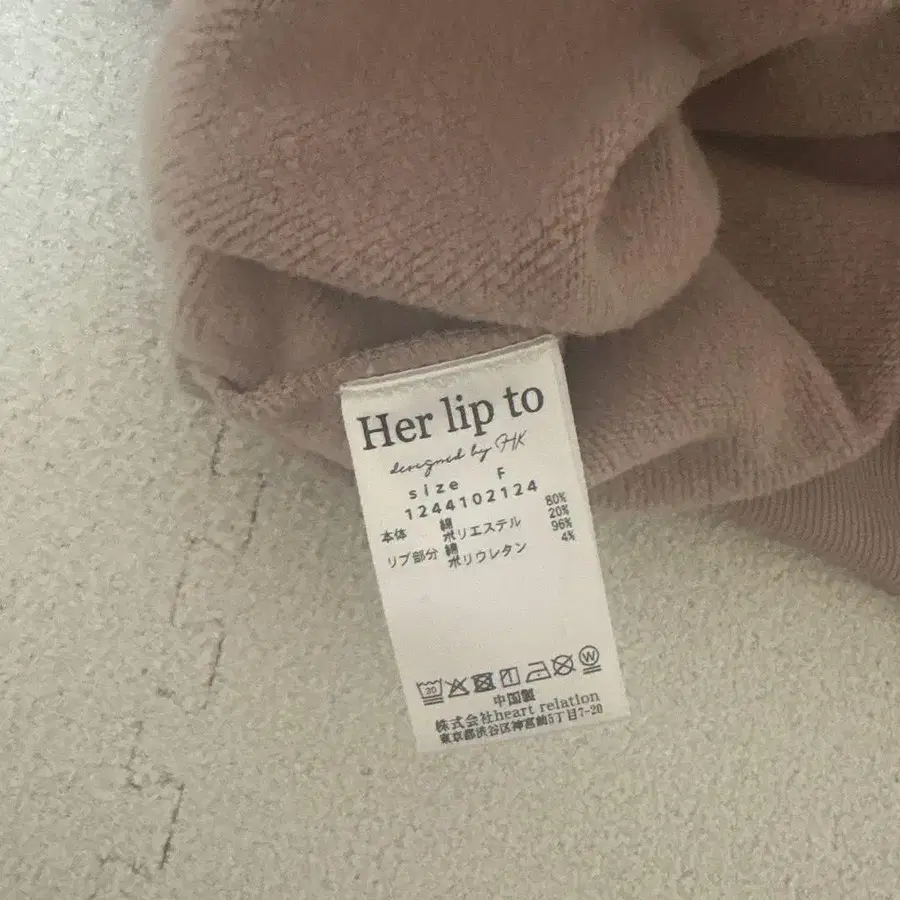 Her lip to
designed by HK
size F
1244102124
本体 綿 80%
ポリエステル 20%
リブ部分 綿 96%
ポリウレタン 4%
30
W
中国製
株式会社heart relation
東京都渋谷区神宮前5丁目7-20